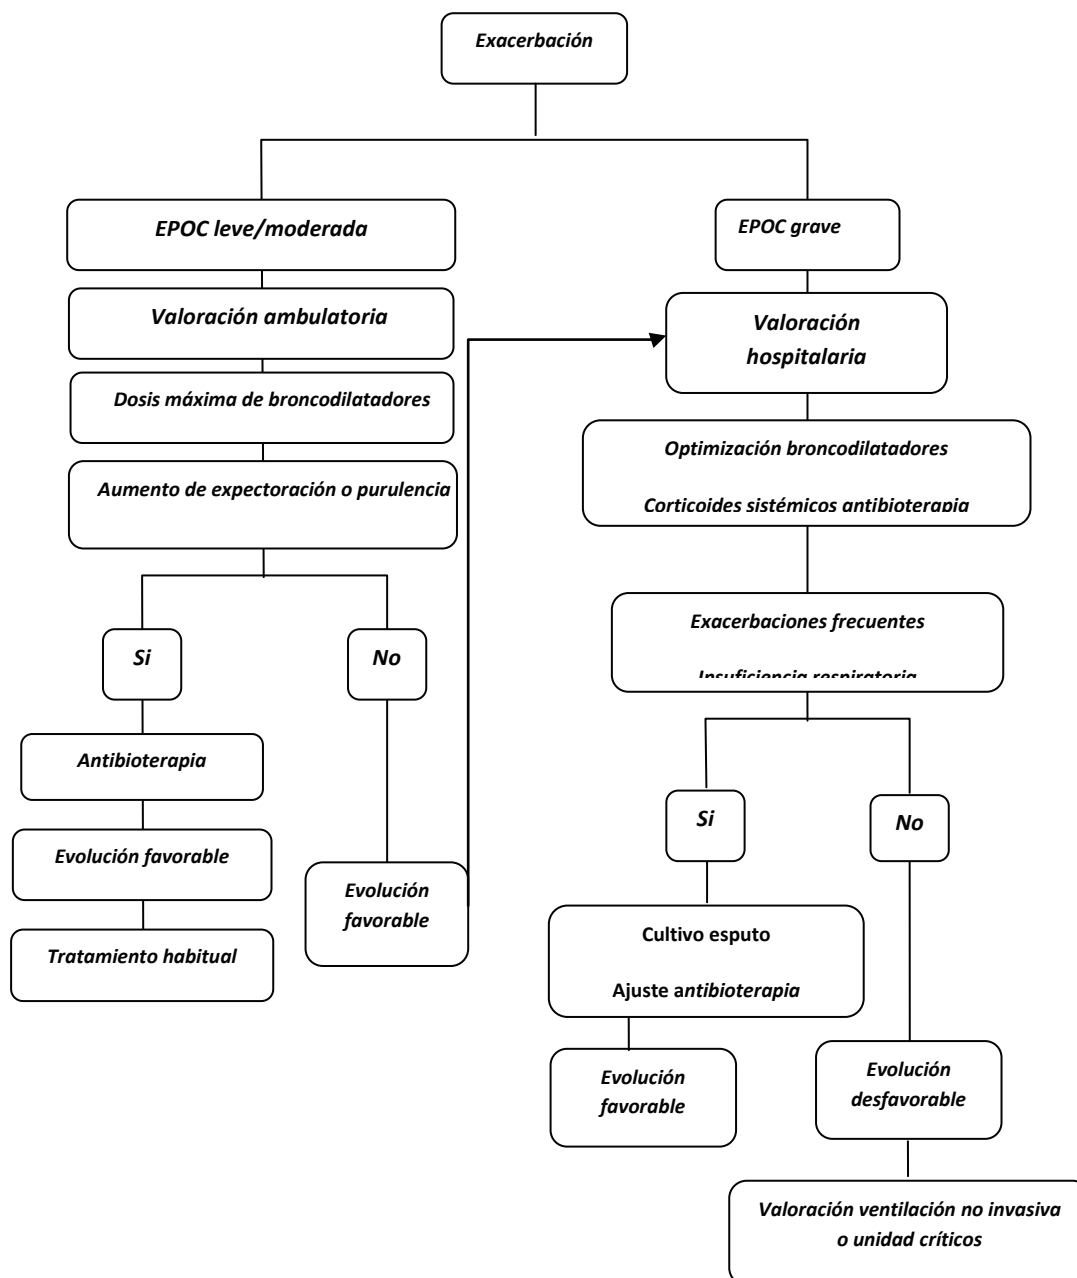 Exacerbación
EPOC leve/moderada
EPOC grave
Valoración ambulatoria
Valoración
hospitalaria
Dosis máxima de broncodilatadores
Optimización broncodilatadores
Corticoides sistémicos antibioterapia
Aumento de expectoración o purulencia
Exacerbaciones frecuentes
Insuficiencia respiratoria
Si
No
Antibioterapia
Si
No
Evolución favorable
Evolución
favorable
Tratamiento habitual
Cultivo esputo
Ajuste antibioterapia
Evolución
favorable
Evolución
desfavorable
Valoración ventilación no invasiva
o unidad críticos